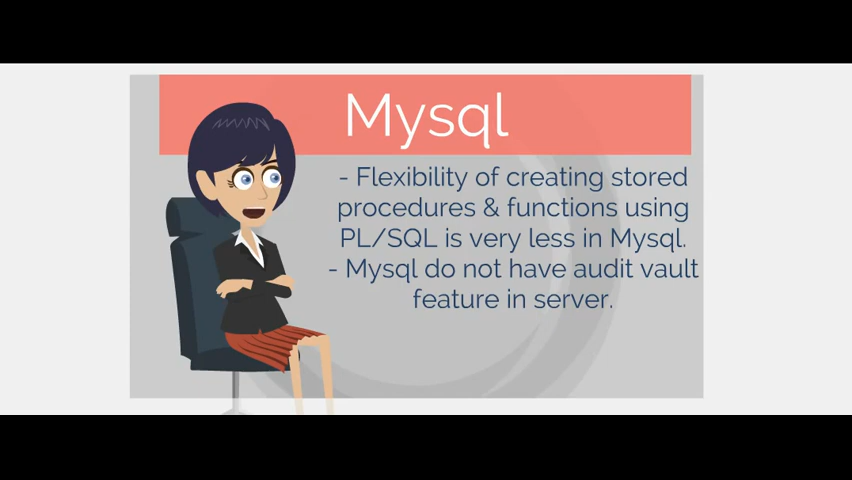 Mysql
- Flexibility of creating stored
procedures & functions using
PL/SQL is very less in Mysql.
- Mysql do not have audit vault
feature in server.